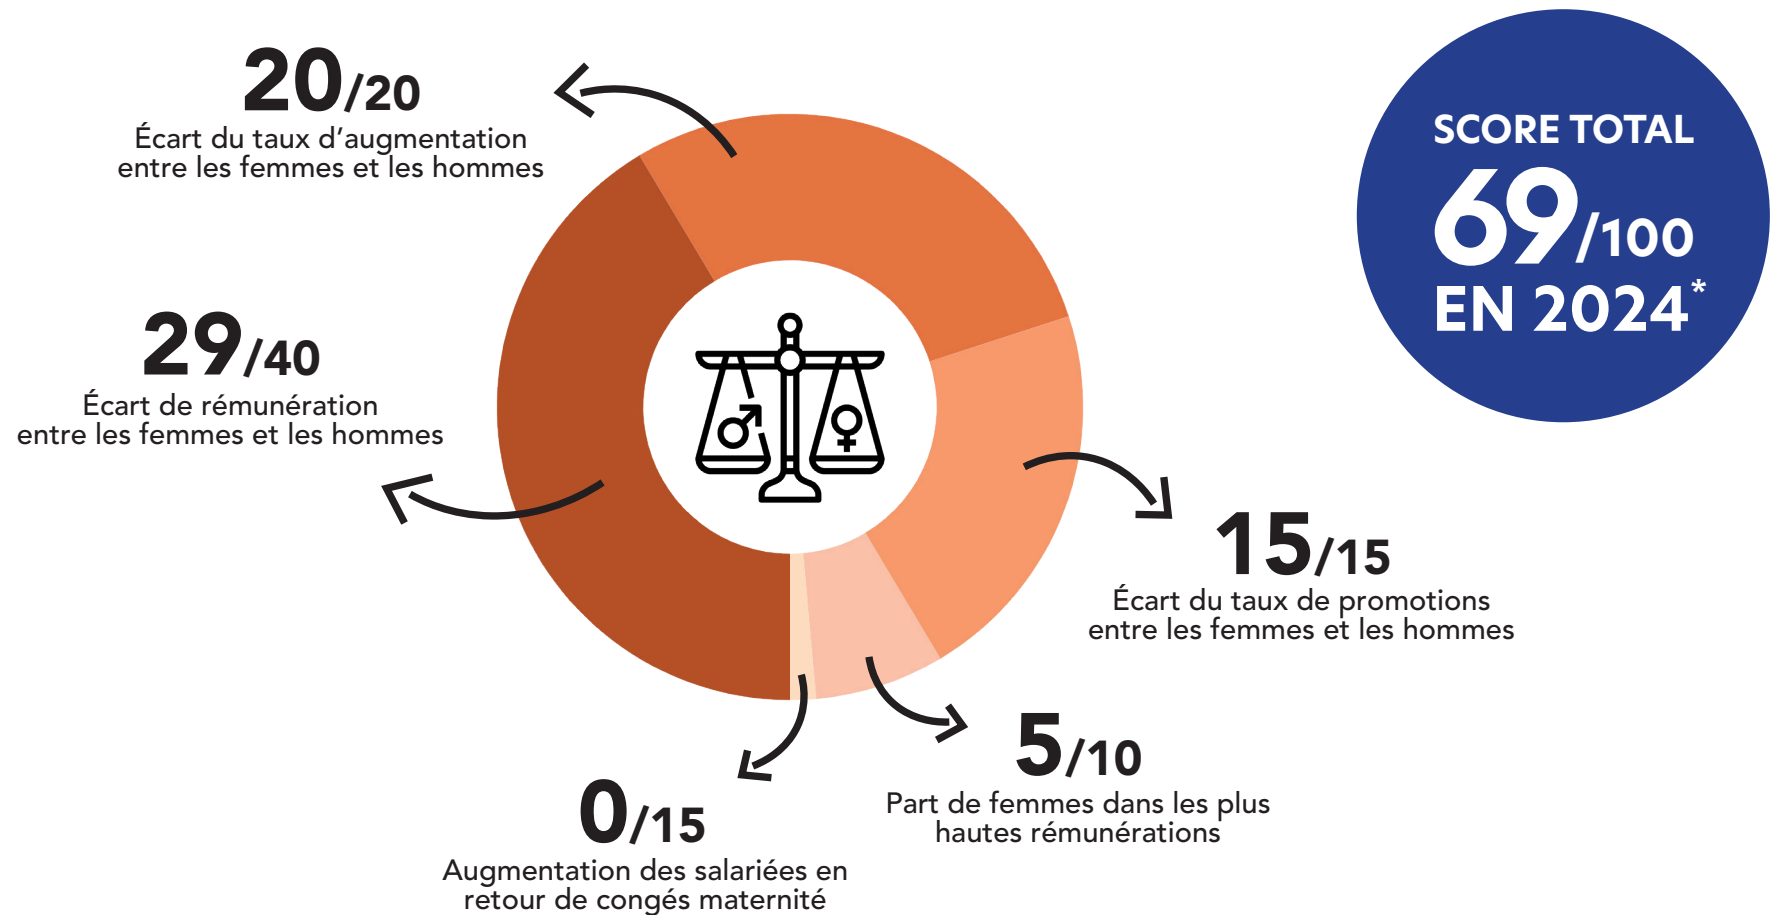 20/20
Écart du taux d’augmentation
entre les femmes et les hommes
SCORE TOTAL
69/100
EN 2024*
29/40
Écart de rémunération
entre les femmes et les hommes
15/15
Écart du taux de promotions
entre les femmes et les hommes
5/10
Part de femmes dans les plus
hautes rémunérations
0/15
Augmentation des salariées en
retour de congés maternité